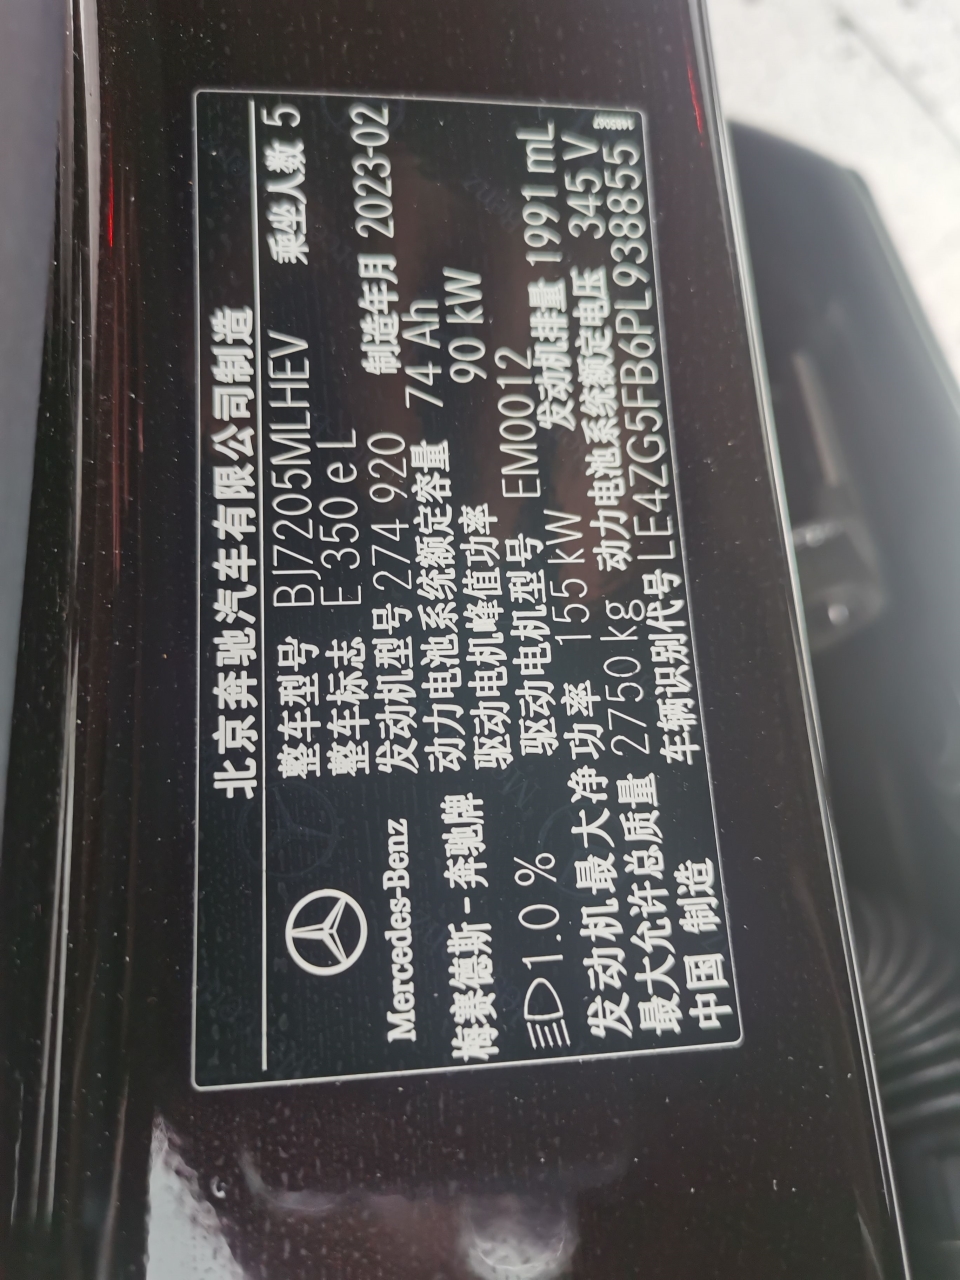 北京奔驰汽车有限公司制造
整车型号 BJ7205MLHEV 乘坐人数 5
整车标志 E 350 e L
发动机型号 274 920 制造年月 2023-02
动力电池系统额定容量 74 Ah
驱动电机峰值功率 90 kW
驱动电机型号 EM0012
Mercedes-Benz
梅赛德斯-奔驰牌
1.0 %
发动机最大净功率 155 kW 发动机排量 1991 mL
最大允许总质量 2750 kg 动力电池系统额定电压 345 V
中国 制造 车辆识别代号 LE4ZG5FB6PL938855